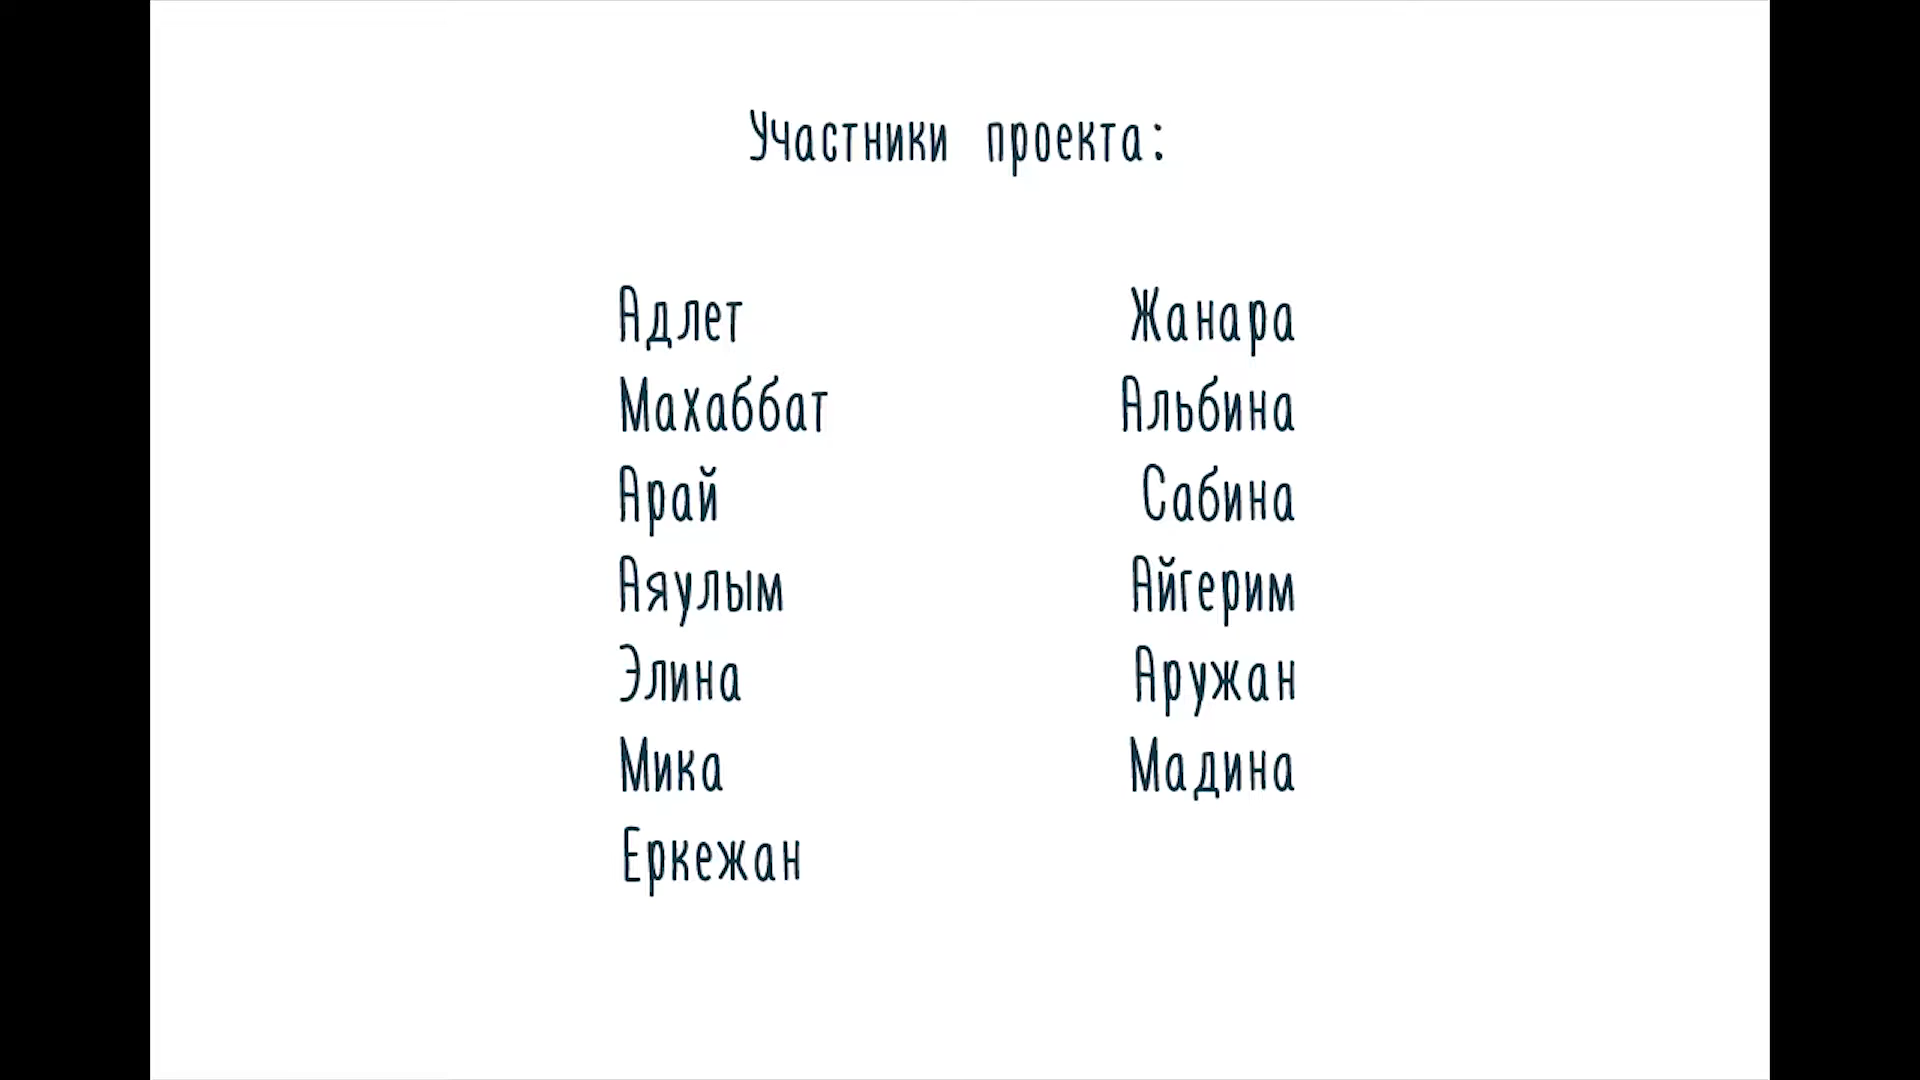 Участники проекта:
Адлет
Махаббат
Арай
Аяулым
Элина
Мика
Еркежан
Жанара
Альбина
Сабина
Айгерим
Аружан
Мадина